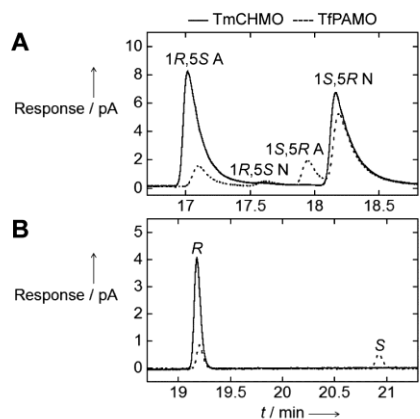 TmCHMO TfPAMO
A
10
8
6
4
2
0
Response / pA
1R,5S A
1R,5S N
1S,5R A
1S,5R N
17 17.5 18 18.5
B
5
4
3
2
1
0
Response / pA
R
S
19 19.5 20 20.5 21
t / min